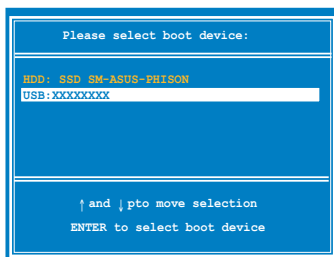 Please select boot device:
HDD: SSD SM-ASUS-PHISON
USB:XXXXXXXX
↑ and ↓ pto move selection
ENTER to select boot device